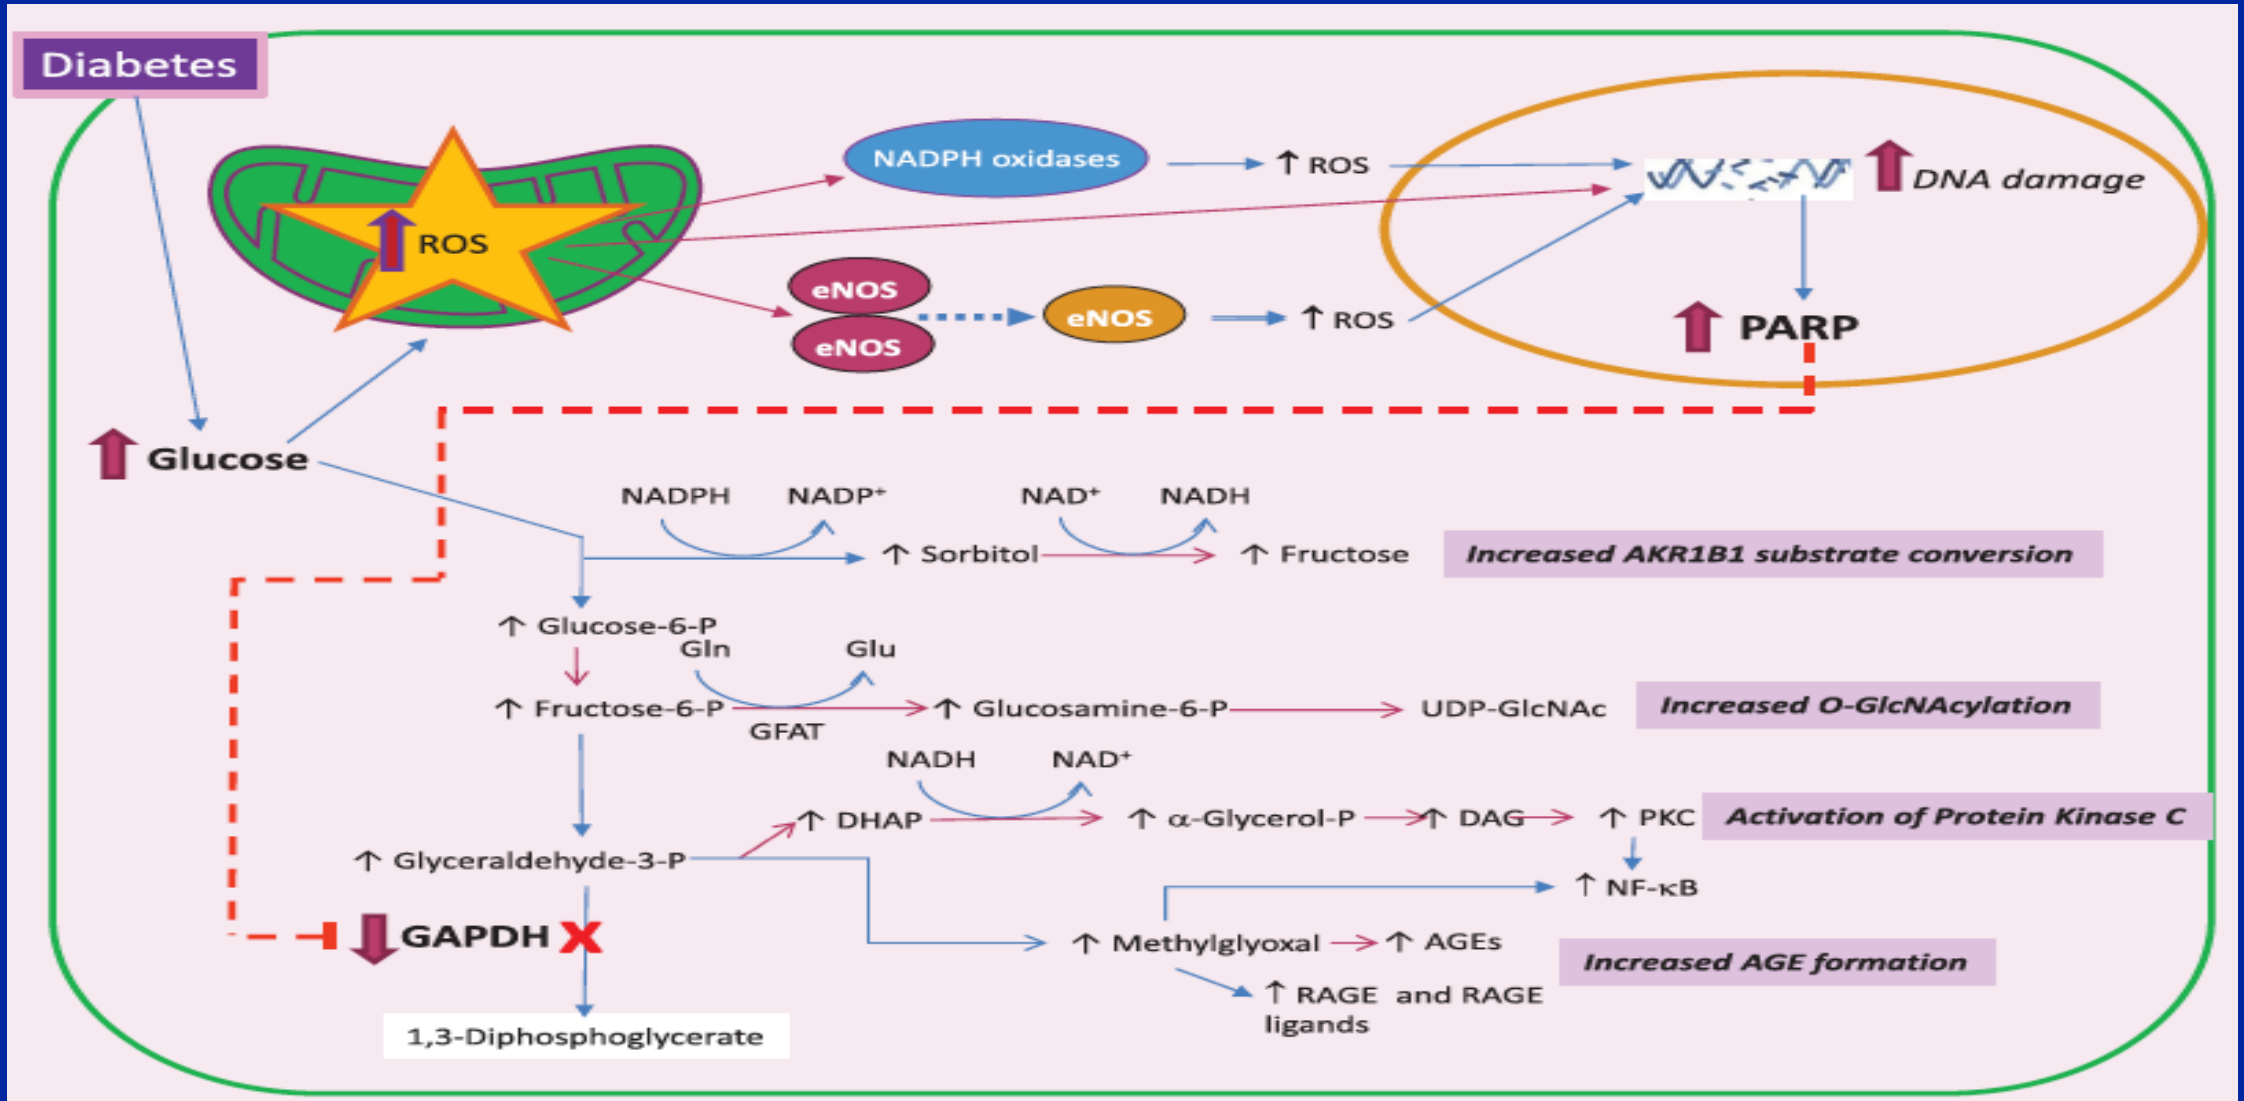 Diabetes
NADPH oxidases
↑ ROS
DNA damage
ROS
eNOS
eNOS
eNOS
↑ ROS
PARP
Glucose
NADPH
NADP⁺
NAD⁺
NADH
↑ Sorbitol
↑ Fructose
Increased AKR1B1 substrate conversion
↑ Glucose-6-P
Gln
Glu
↑ Fructose-6-P
GFAT
↑ Glucosamine-6-P
UDP-GlcNAc
Increased O-GlcNAcylation
NADH
NAD⁺
↑ DHAP
↑ α-Glycerol-P
↑ DAG
↑ PKC
Activation of Protein Kinase C
↑ Glyceraldehyde-3-P
↑ NF-κB
GAPDH X
↑ Methylglyoxal
↑ AGEs
Increased AGE formation
↑ RAGE and RAGE
ligands
1,3-Diphosphoglycerate